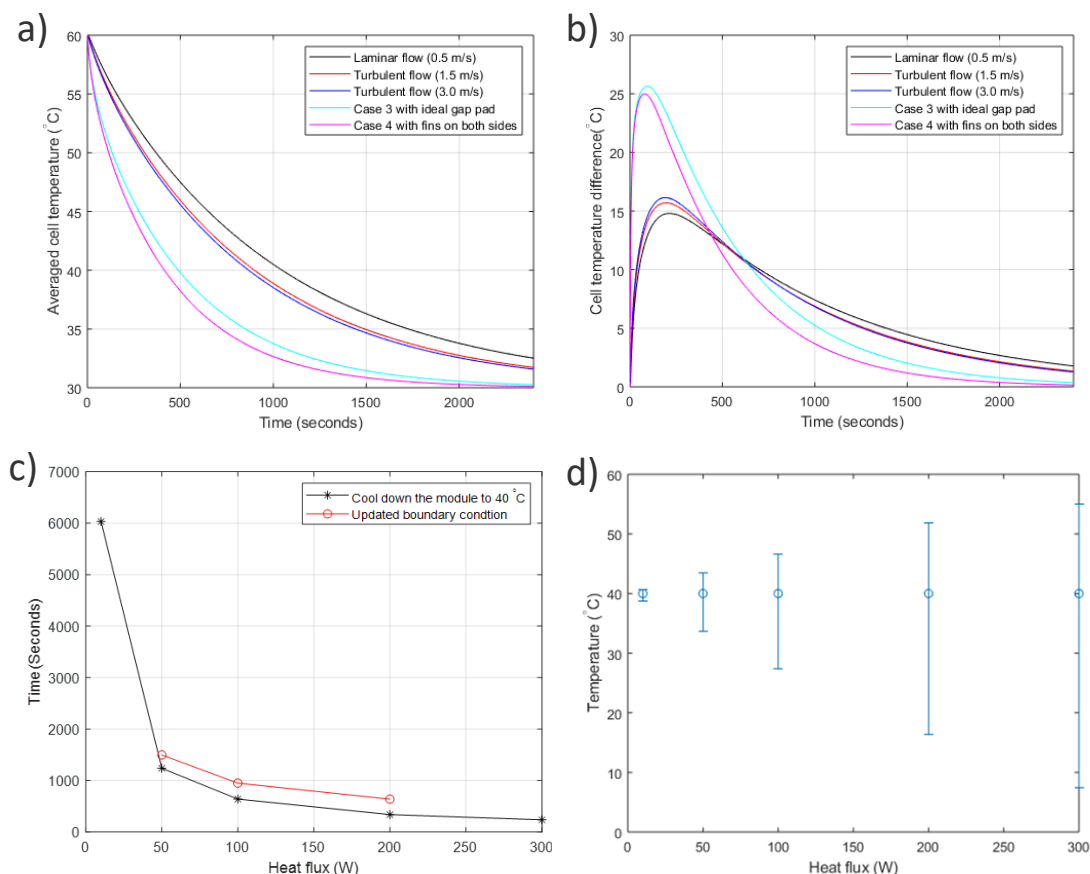 a)
60
55
50
45
40
35
30
Averaged cell temperature (°C)
Laminar flow (0.5 m/s)
Turbulent flow (1.5 m/s)
Turbulent flow (3.0 m/s)
Case 3 with ideal gap pad
Case 4 with fins on both sides
0 500 1000 1500 2000
Time (seconds)
b)
30
25
20
15
10
5
0
Cell temperature difference(°C)
Laminar flow (0.5 m/s)
Turbulent flow (1.5 m/s)
Turbulent flow (3.0 m/s)
Case 3 with ideal gap pad
Case 4 with fins on both sides
0 500 1000 1500 2000
Time (seconds)
c)
7000
6000
5000
4000
3000
2000
1000
0
Time (Seconds)
Cool down the module to 40 °C
Updated boundary condtion
0 50 100 150 200 250 300
Heat flux (W)
d)
60
50
40
30
20
10
0
Temperature (°C)
0 50 100 150 200 250 300
Heat flux (W)